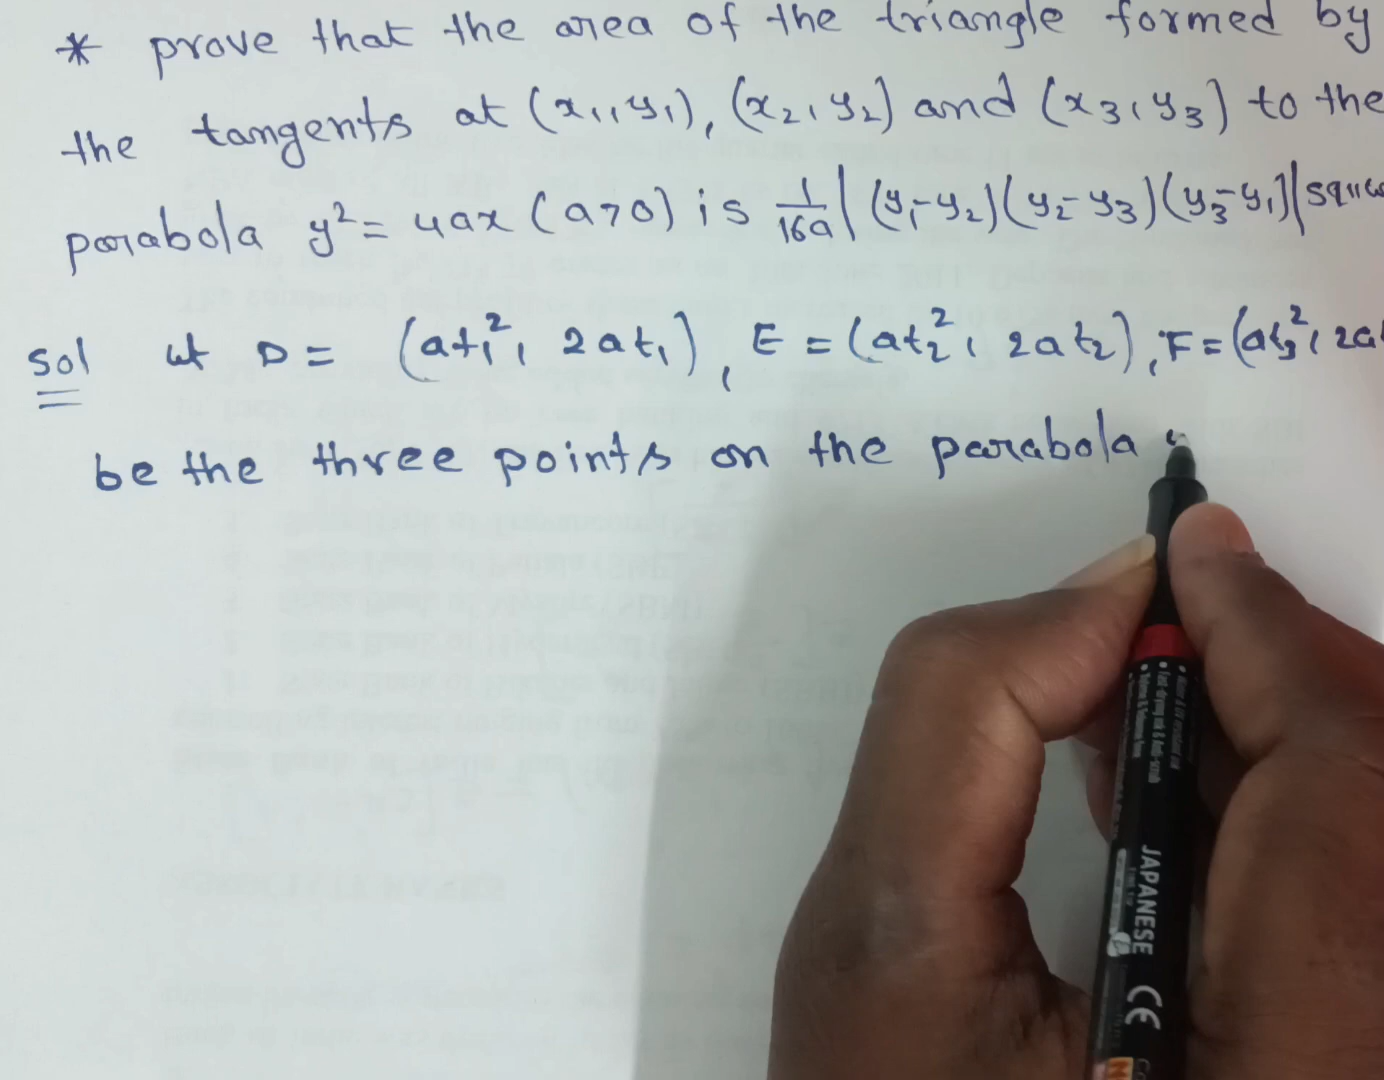 * prove that the area of the triangle formed by
the tangents at (x₁, y₁), (x₂, y₂) and (x₃, y₃) to the
parabola y² = 4ax (a>0) is 1/16a |(y₁-y₂)(y₂-y₃)(y₃-y₁)| square
Sol let D = (at₁², 2at₁), E = (at₂², 2at₂), F = (at₃², 2a
be the three points on the parabola
JAPANESE
CE